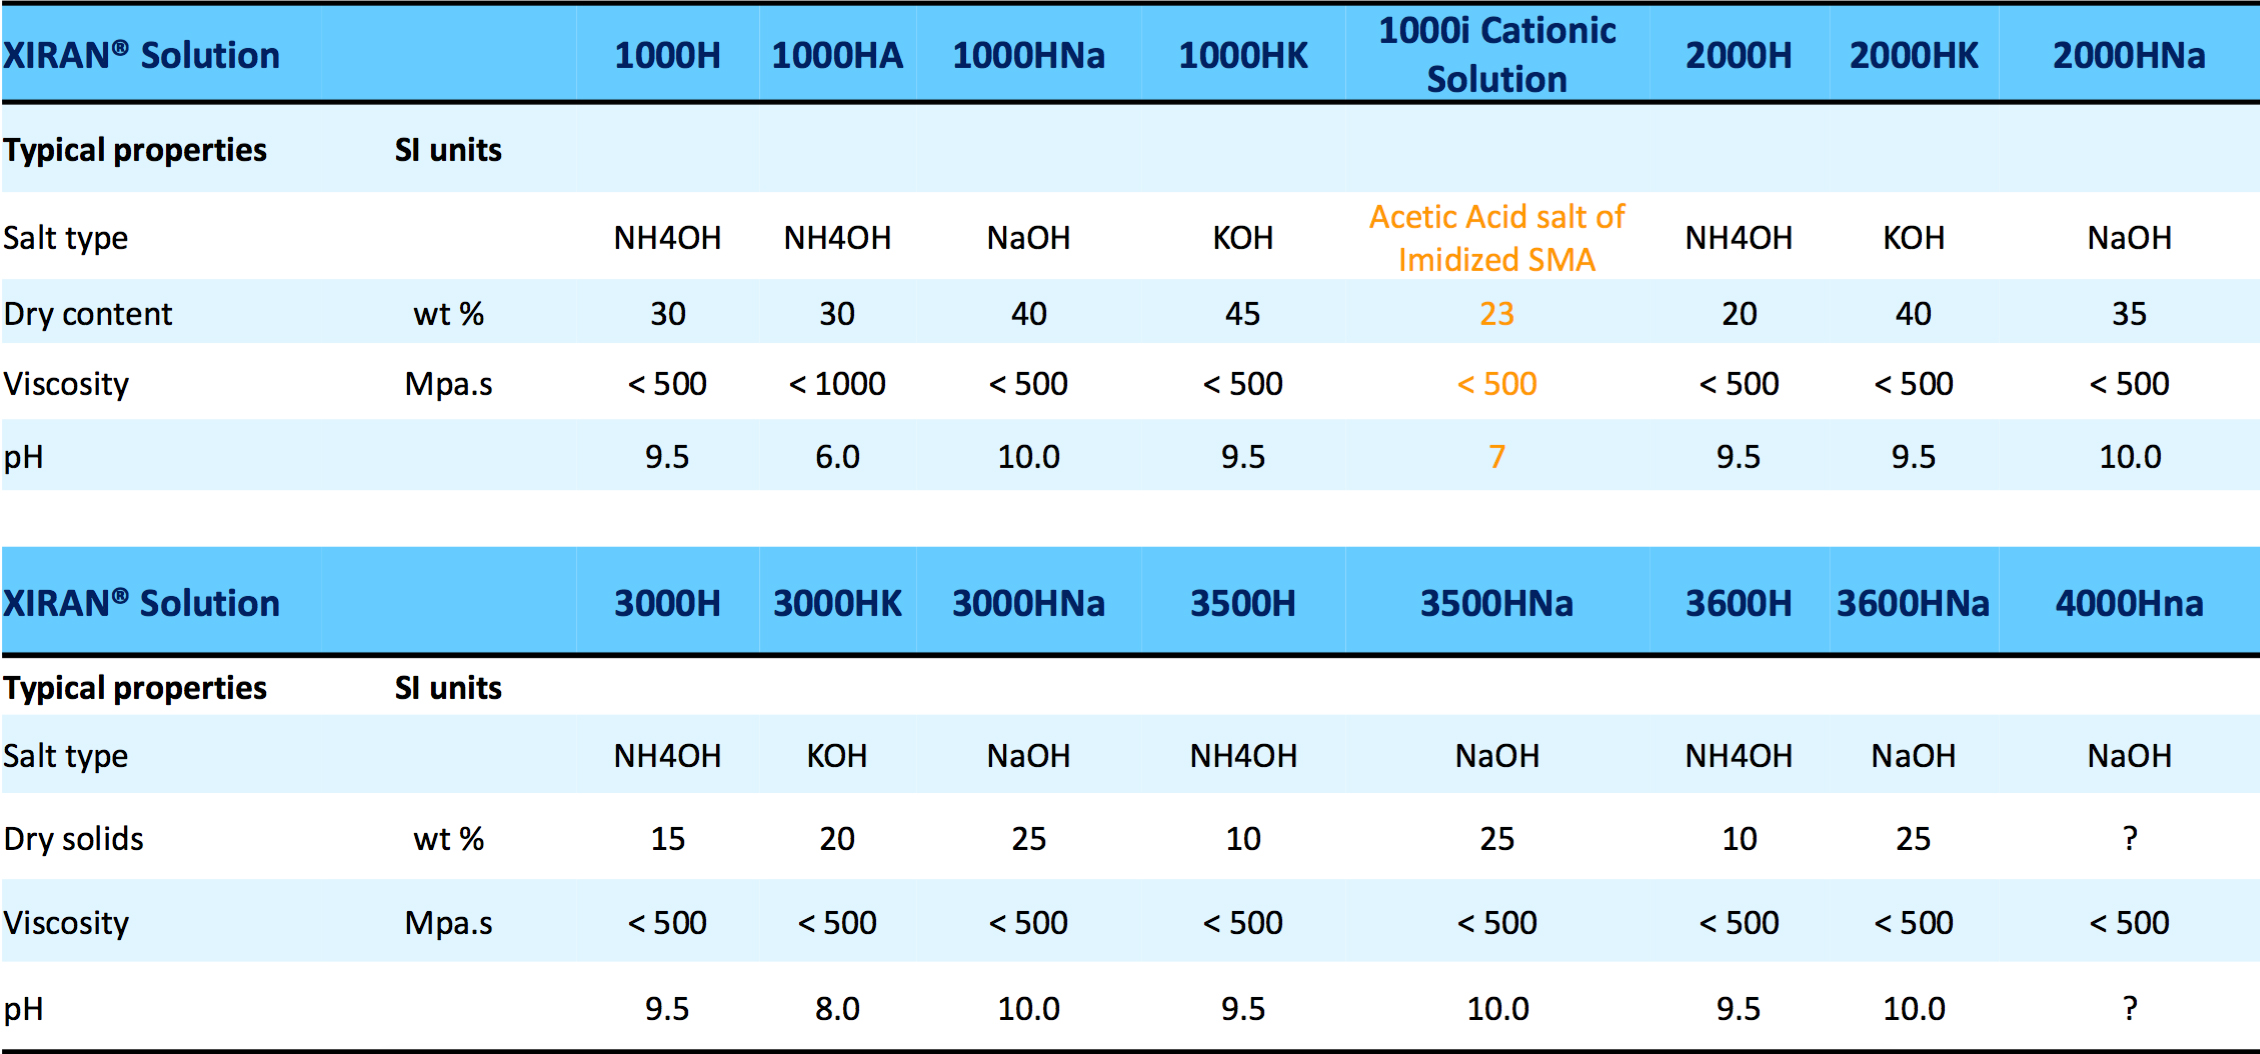 XIRAN® Solution 1000H 1000HA 1000HNa 1000HK 1000i Cationic Solution 2000H 2000HK 2000HNa
Typical properties SI units
Salt type NH4OH NH4OH NaOH KOH Acetic Acid salt of Imidized SMA NH4OH KOH NaOH
Dry content wt % 30 30 40 45 23 20 40 35
Viscosity Mpa.s < 500 < 1000 < 500 < 500 < 500 < 500 < 500 < 500
pH 9.5 6.0 10.0 9.5 7 9.5 9.5 10.0
XIRAN® Solution 3000H 3000HK 3000HNa 3500H 3500HNa 3600H 3600HNa 4000Hna
Typical properties SI units
Salt type NH4OH KOH NaOH NH4OH NaOH NH4OH NaOH NaOH
Dry solids wt % 15 20 25 10 25 10 25 ?
Viscosity Mpa.s < 500 < 500 < 500 < 500 < 500 < 500 < 500 < 500
pH 9.5 8.0 10.0 9.5 10.0 9.5 10.0 ?